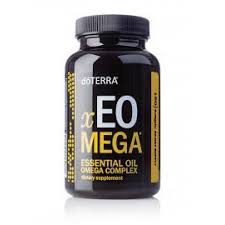 dōTERRA®
xEO
MEGA®
ESSENTIAL OIL
OMEGA COMPLEX
Dietary supplement